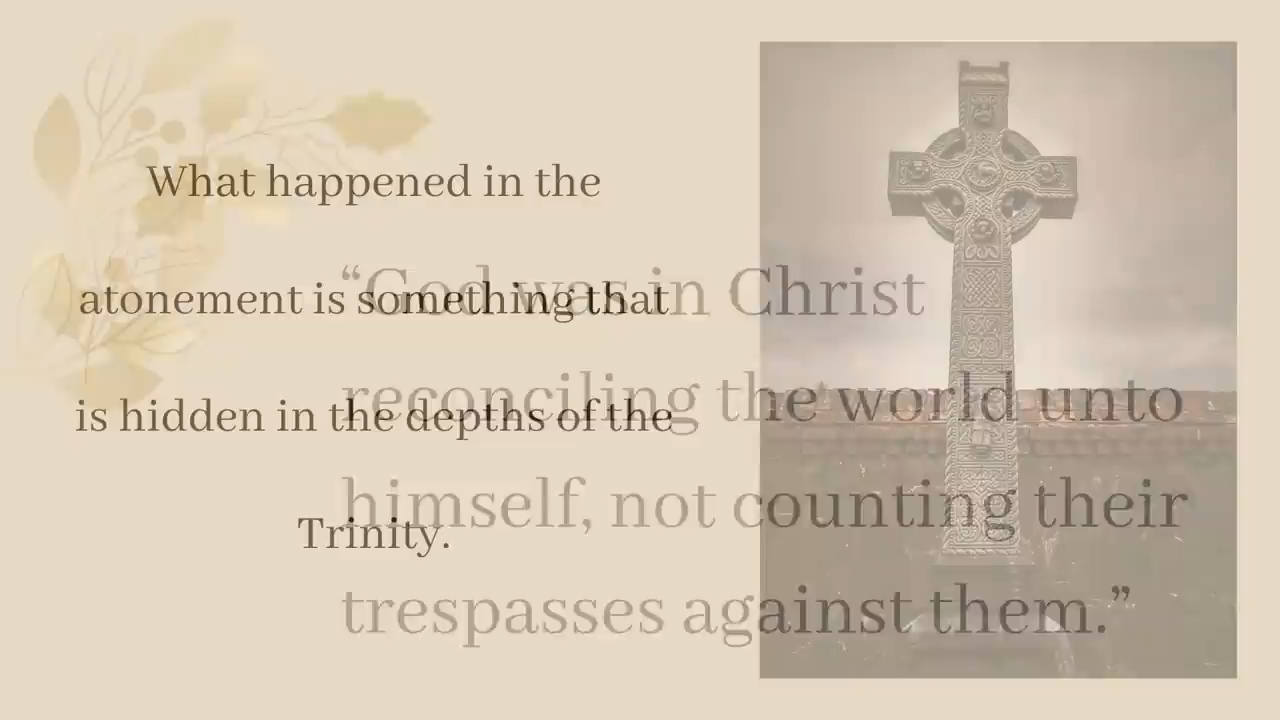 What happened in the
atonement is something that
is hidden in the depths of the
Trinity.
“God was in Christ
reconciling the world unto
himself, not counting their
trespasses against them.”